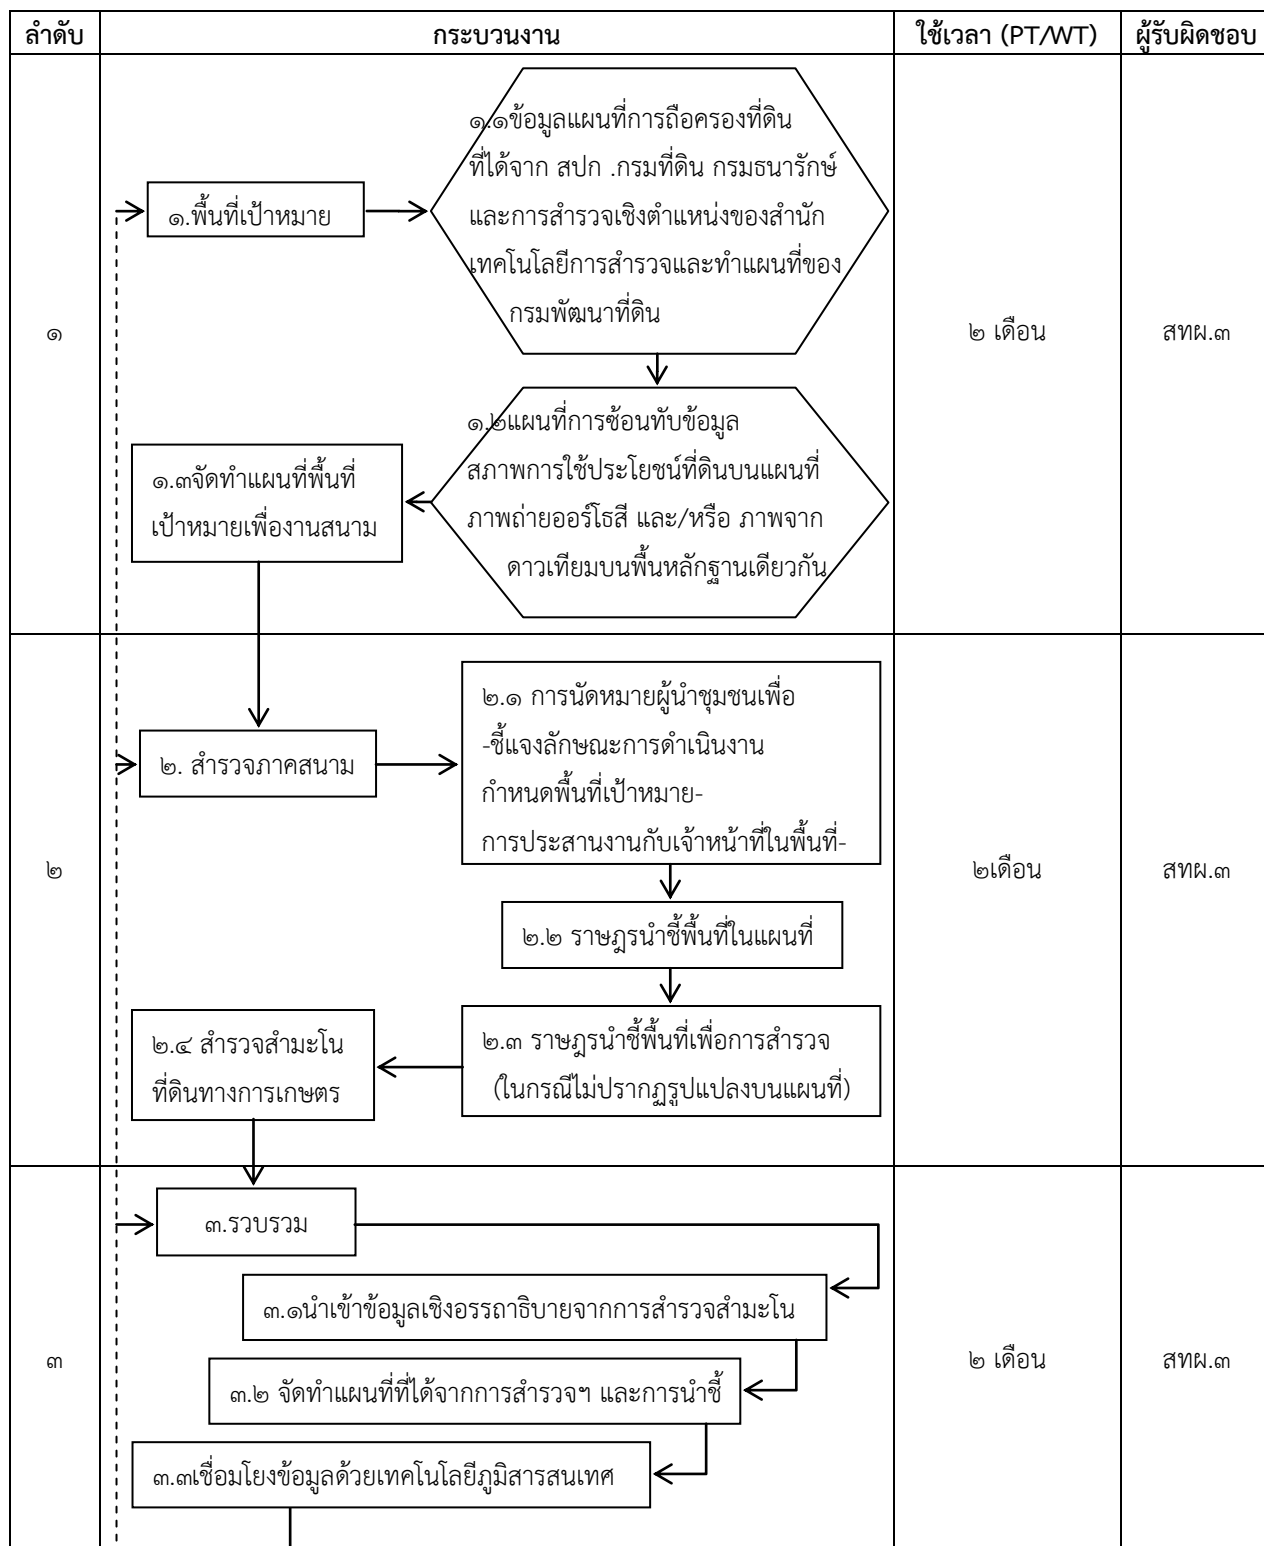 ลำดับ กระบวนงาน ใช้เวลา (PT/WT) ผู้รับผิดชอบ
๑.๑ข้อมูลแผนที่การถือครองที่ดิน
ที่ได้จาก สปก .กรมที่ดิน กรมธนารักษ์
และการสำรวจเชิงตำแหน่งของสำนัก
เทคโนโลยีการสำรวจและทำแผนที่ของ
กรมพัฒนาที่ดิน
๑.พื้นที่เป้าหมาย
๑
๒ เดือน
สทผ.๓
๑.๒แผนที่การซ้อนทับข้อมูล
สภาพการใช้ประโยชน์ที่ดินบนแผนที่
ภาพถ่ายออร์โธสี และ/หรือ ภาพจาก
ดาวเทียมบนพื้นหลักฐานเดียวกัน
๑.๓จัดทำแผนที่พื้นที่
เป้าหมายเพื่องานสนาม
๒. สำรวจภาคสนาม
๒.๑ การนัดหมายผู้นำชุมชนเพื่อ
-ชี้แจงลักษณะการดำเนินงาน
กำหนดพื้นที่เป้าหมาย-
การประสานงานกับเจ้าหน้าที่ในพื้นที่-
๒
๒เดือน
สทผ.๓
๒.๒ ราษฎรนำชี้พื้นที่ในแผนที่
๒.๓ ราษฎรนำชี้พื้นที่เพื่อการสำรวจ
(ในกรณีไม่ปรากฏรูปแปลงบนแผนที่)
๒.๔ สำรวจสำมะโน
ที่ดินทางการเกษตร
๓.รวบรวม
๓.๑นำเข้าข้อมูลเชิงอรรถาธิบายจากการสำรวจสำมะโน
๓
๒ เดือน
สทผ.๓
๓.๒ จัดทำแผนที่ที่ได้จากการสำรวจฯ และการนำชี้
๓.๓เชื่อมโยงข้อมูลด้วยเทคโนโลยีภูมิสารสนเทศ